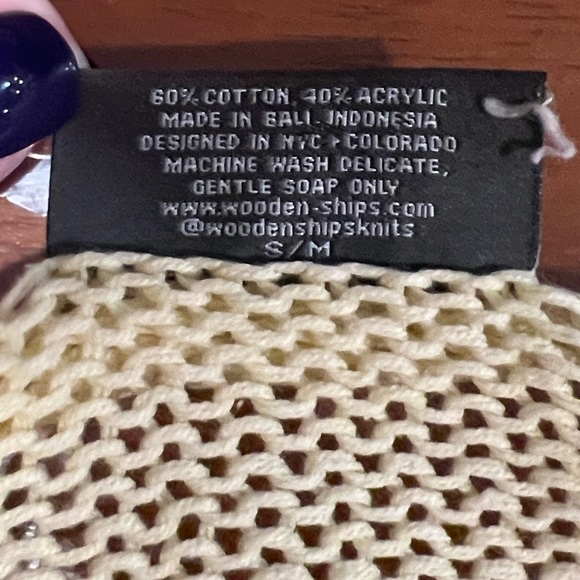 60% COTTON, 40% ACRYLIC
MADE IN BALI, INDONESIA
DESIGNED IN NYC + COLORADO
MACHINE WASH DELICATE,
GENTLE SOAP ONLY
www.wooden-ships.com
@woodenshipsknits
S/M